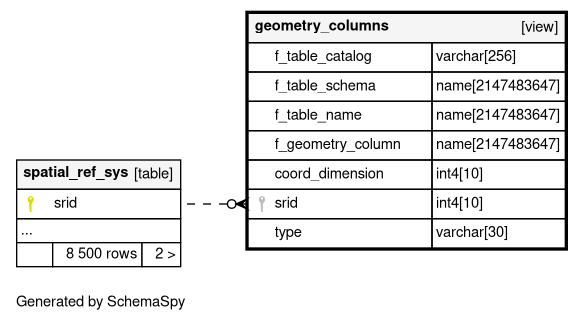 geometry_columns [view]
f_table_catalog varchar[256]
f_table_schema name[2147483647]
f_table_name name[2147483647]
f_geometry_column name[2147483647]
coord_dimension int4[10]
srid int4[10]
type varchar[30]
spatial_ref_sys [table]
srid
...
8 500 rows 2 >
Generated by SchemaSpy